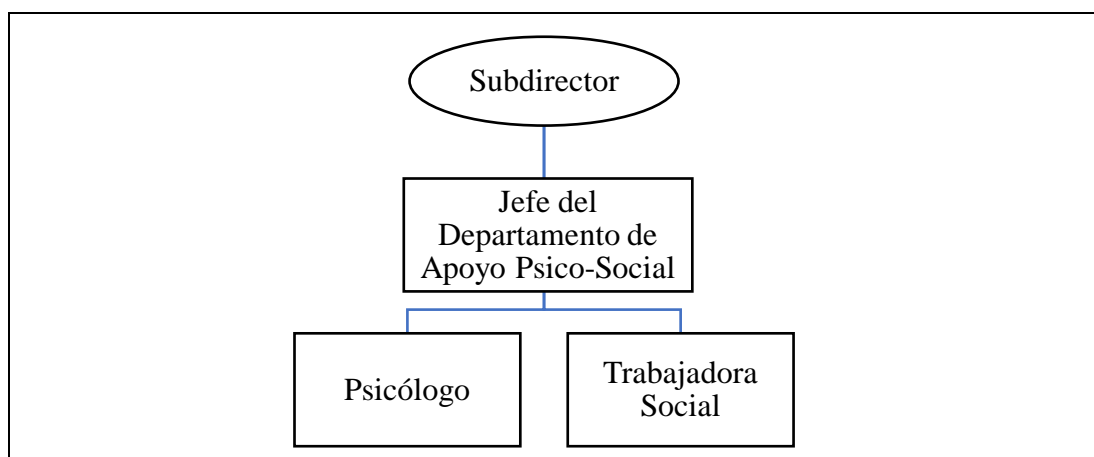 Subdirector
Jefe del
Departamento de
Apoyo Psico-Social
Psicólogo
Trabajadora
Social